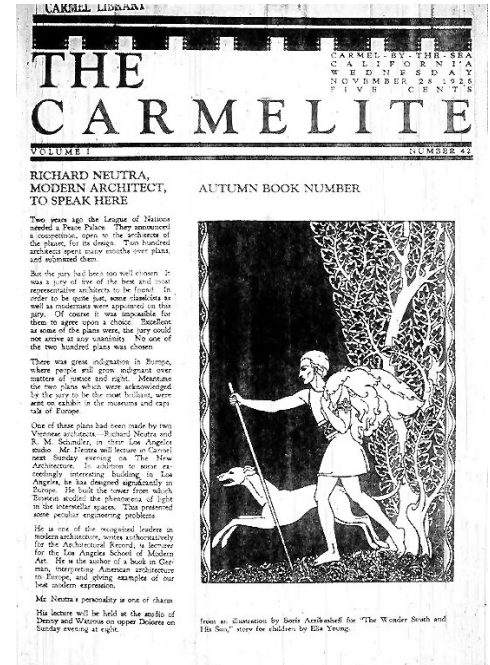 CARMEL LIBRARY
THE
CARMELITE
CARMEL-BY-THE-SEA
CALIFORNIA
WEDNESDAY
NOVEMBER 28 1928
FIVE CENTS
VOLUME I
NUMBER 42
RICHARD NEUTRA,
MODERN ARCHITECT,
TO SPEAK HERE
Two years ago the League of Nations
needed a Peace Palace. They announced
a competition, open to the architects of
the planet, for its design. Two hundred
architects spent many months over plans,
and submitted them.
But the jury had been too well chosen. It
was a jury of five of the best and most
representative architects to be found. In
order to be quite just, some classicists as
well as modernists were appointed on this
jury. Of course it was impossible for
them to agree upon a choice. Excellent
as some of the plans were, the jury could
not arrive at any unanimity. No one of
the two hundred plans was chosen
There was great indignation in Europe,
where people still grow indignant over
matters of justice and right. Meantime
the two plans which were acknowledged
by the jury to be the most brilliant, were
sent on exhibit in the museums and capi-
tals of Europe.
One of these plans had been made by two
Viennese architects,—Richard Neutra and
R. M. Schindler, in their Los Angeles
studio. Mr. Neutra will lecture in Carmel
next Sunday evening on The New
Architecture. In addition to some ex-
ceedingly interesting building in Los
Angeles, he has designed significantly in
Europe. He built the tower from which
Einstein studied the phenomena of light
in the interstellar spaces. This presented
some peculiar engineering problems
He is one of the recognized leaders in
modern architecture, writes authoritatively
for the Architectural Record, is lecturer
for the Los Angeles School of Modern
Art. He is the author of a book in Ger-
man, interpreting American architecture
to Europe, and giving examples of our
best modern expression.
Mr. Neutra's personality is one of charm
His lecture will be held at the studio of
Denny and Watrous on upper Dolores on
Sunday evening at eight.
AUTUMN BOOK NUMBER
from an illustration by Boris Artzibasheff for "The Wonder Smith and
His Son," story for children by Ella Young.